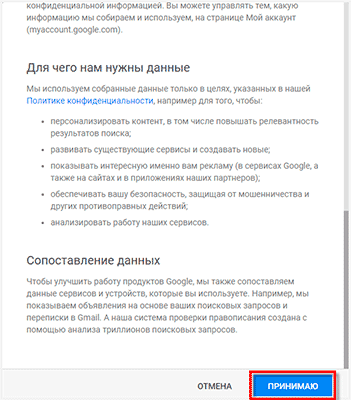 конфиденциальной информацией. Вы можете управлять тем, какую
информацию мы собираем и используем, на странице Мой аккаунт
(myaccount.google.com).
Для чего нам нужны данные
Мы используем собранные данные только в целях, указанных в нашей
Политике конфиденциальности, например для того, чтобы:
• персонализировать контент, в том числе повышать релевантность
результатов поиска;
• развивать существующие сервисы и создавать новые;
• показывать интересную именно вам рекламу (в сервисах Google, а
также на сайтах и в приложениях наших партнеров);
• обеспечивать вашу безопасность, защищая от мошенничества и
других противоправных действий;
• анализировать работу наших сервисов.
Сопоставление данных
Чтобы улучшить работу продуктов Google, мы также сопоставляем
данные сервисов и устройств, которые вы используете. Например, мы
показываем объявления на основе ваших поисковых запросов и
переписки в Gmail. А наша система проверки правописания создана с
помощью анализа триллионов поисковых запросов.
ОТМЕНА ПРИНИМАЮ